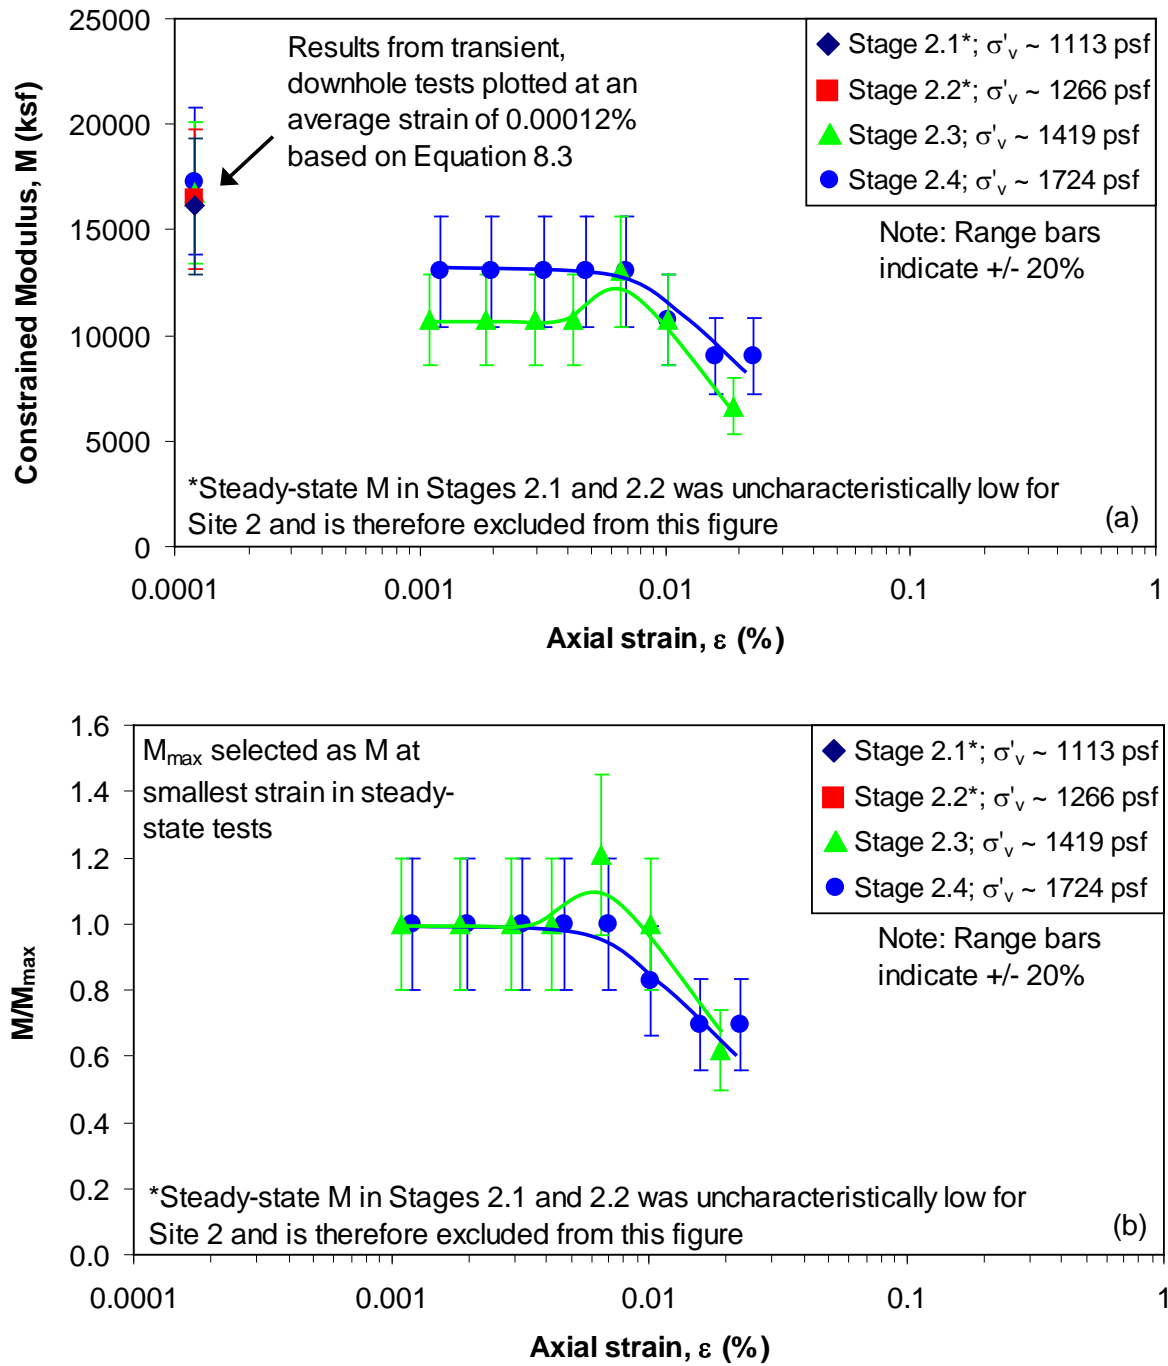 25000
20000
15000
10000
5000
0
Constrained Modulus, M (ksf)
Results from transient,
downhole tests plotted at an
average strain of 0.00012%
based on Equation 8.3
Stage 2.1*; σ'v ~ 1113 psf
Stage 2.2*; σ'v ~ 1266 psf
Stage 2.3; σ'v ~ 1419 psf
Stage 2.4; σ'v ~ 1724 psf
Note: Range bars
indicate +/- 20%
*Steady-state M in Stages 2.1 and 2.2 was uncharacteristically low for
Site 2 and is therefore excluded from this figure
(a)
0.0001 0.001 0.01 0.1 1
Axial strain, ε (%)
1.6
1.4
1.2
1.0
0.8
0.6
0.4
0.2
0.0
M/Mmax
Mmax selected as M at
smallest strain in steady-
state tests
Stage 2.1*; σ'v ~ 1113 psf
Stage 2.2*; σ'v ~ 1266 psf
Stage 2.3; σ'v ~ 1419 psf
Stage 2.4; σ'v ~ 1724 psf
Note: Range bars
indicate +/- 20%
*Steady-state M in Stages 2.1 and 2.2 was uncharacteristically low for
Site 2 and is therefore excluded from this figure
(b)
0.0001 0.001 0.01 0.1 1
Axial strain, ε (%)